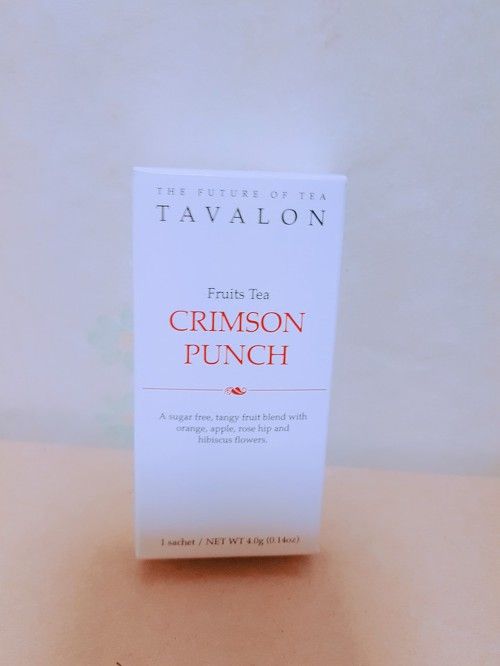 THE FUTURE OF TEA
TAVALON
Fruits Tea
CRIMSON
PUNCH
A sugar free, tangy fruit blend with
orange, apple, rose hip and
hibiscus flowers.
1 sachet / NET WT 4.0g (0.14oz)